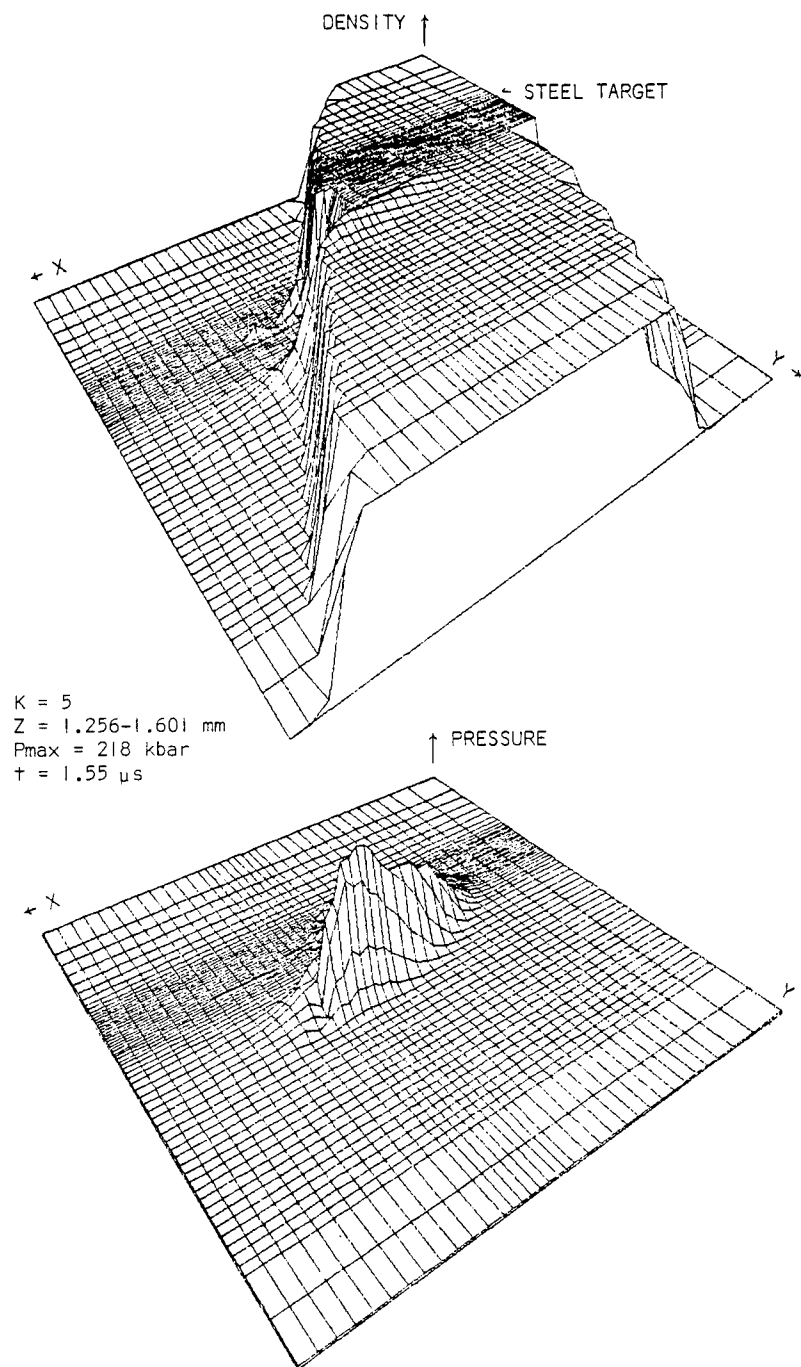 DENSITY ↑
← STEEL TARGET
← X
Y →
K = 5
Z = 1.256-1.601 mm
Pmax = 218 kbar
t = 1.55 µs
↑ PRESSURE
← X
Y